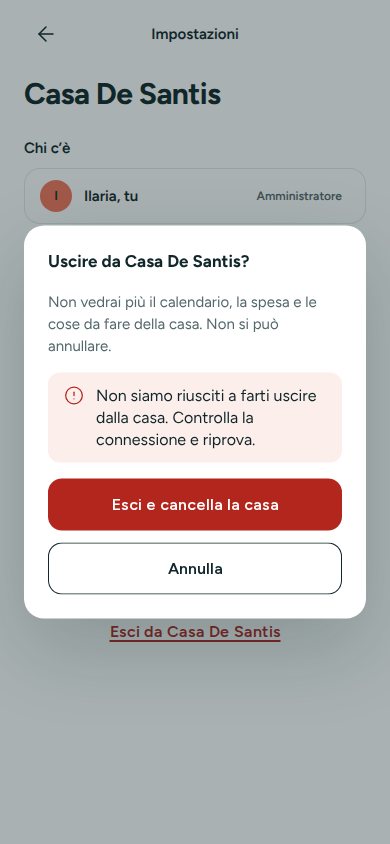 Impostazioni
Casa De Santis
Chi c’è
I
Ilaria, tu
Amministratore
Uscire da Casa De Santis?
Non vedrai più il calendario, la spesa e le
cose da fare della casa. Non si può
annullare.
Non siamo riusciti a farti uscire
dalla casa. Controlla la
connessione e riprova.
Esci e cancella la casa
Annulla
Esci da Casa De Santis